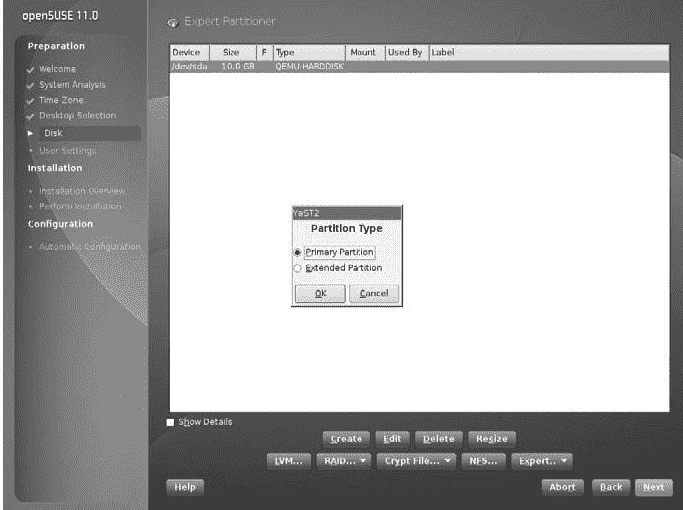 openSUSE 11.0
Expert Partitioner
Preparation
Welcome
System Analysis
Time Zone
Desktop Selection
Disk
User Settings
Installation
Installation Overview
Perform Installation
Configuration
Automatic Configuration
Device Size F Type Mount Used By Label
/dev/sda 10.0 GB QEMU HARDDISK
YaST2
Partition Type
Primary Partition
Extended Partition
OK Cancel
Show Details
Create Edit Delete Resize
LVM... RAID... Crypt File... NFS... Expert..
Help Abort Back Next